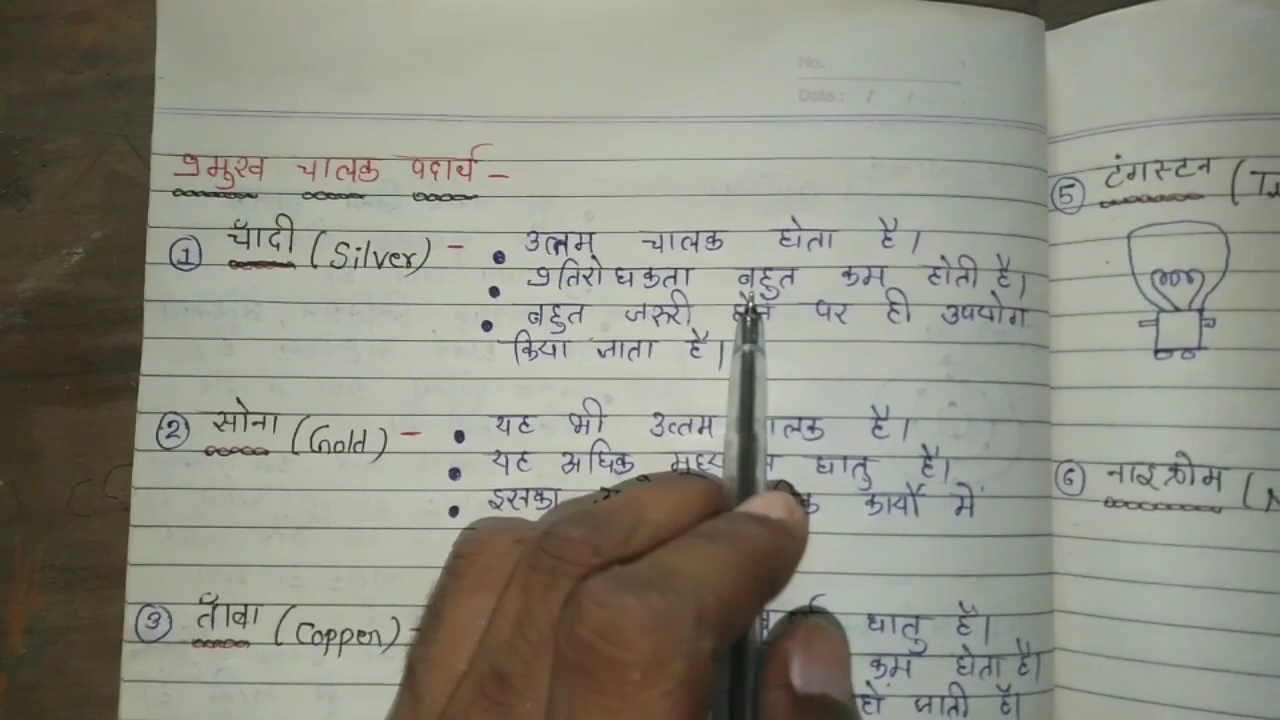 No.
Date: / /
प्रमुख चालक पदार्थ -
① चाँदी (Silver) - • उत्तम चालक होता है।
• प्रतिरोधकता बहुत कम होती है।
• बहुत जरुरी पर ही उपयोग
किया जाता है।
② सोना (Gold) - • यह भी उत्तम है।
• यह अधिक धातु है।
• इसका कार्यों में
③ ताँबा (Copper) - धातु है।
कम होता है।
हो जाती है।
⑤ टंगस्टन
⑥ नाइक्रोम